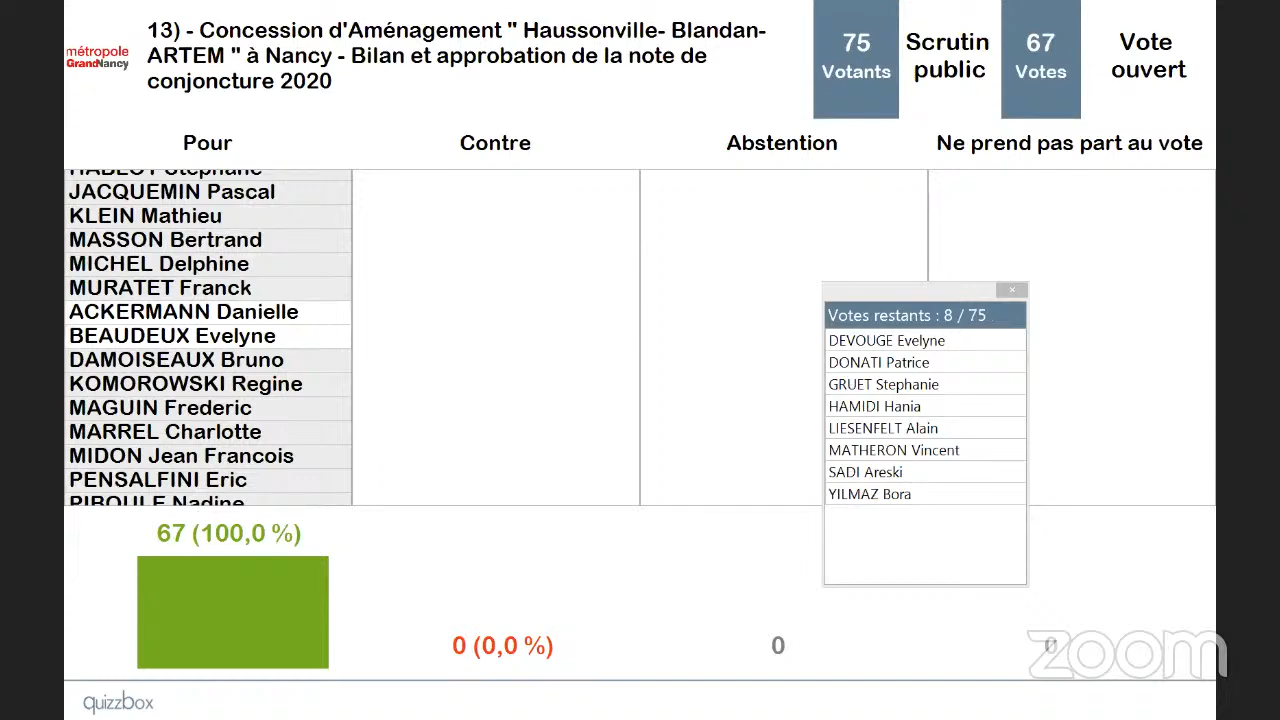 métropole
GrandNancy
13) - Concession d'Aménagement " Haussonville- Blandan-
ARTEM " à Nancy - Bilan et approbation de la note de
conjoncture 2020
75
Votants
Scrutin
public
67
Votes
Vote
ouvert
Pour
Contre
Abstention
Ne prend pas part au vote
HABLOT Stephane
JACQUEMIN Pascal
KLEIN Mathieu
MASSON Bertrand
MICHEL Delphine
MURATET Franck
ACKERMANN Danielle
BEAUDEUX Evelyne
DAMOISEAUX Bruno
KOMOROWSKI Regine
MAGUIN Frederic
MARREL Charlotte
MIDON Jean Francois
PENSALFINI Eric
PIBOULE Nadine
Votes restants : 8 / 75
DEVOUGE Evelyne
DONATI Patrice
GRUET Stephanie
HAMIDI Hania
LIESENFELT Alain
MATHERON Vincent
SADI Areski
YILMAZ Bora
67 (100,0 %)
0 (0,0 %)
0
0
zoom
quizzbox